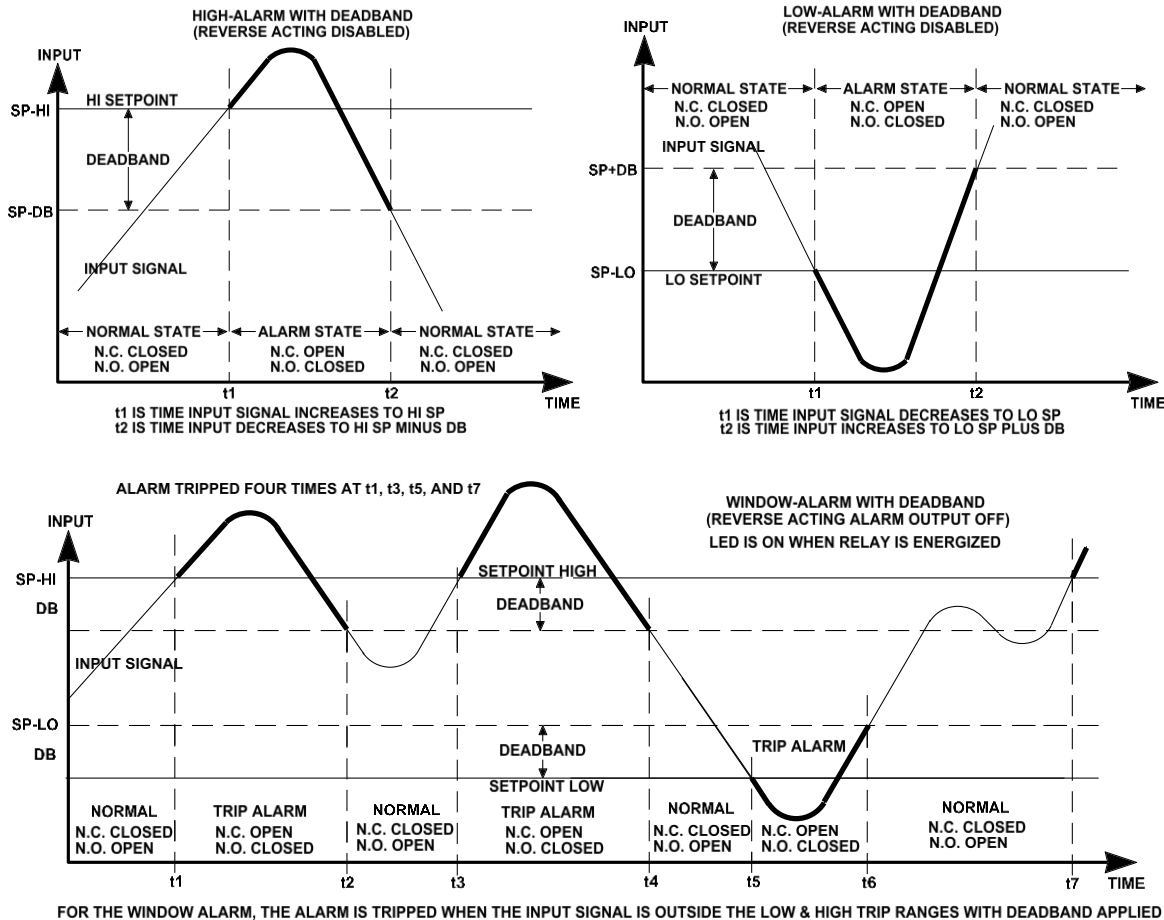 HIGH-ALARM WITH DEADBAND
(REVERSE ACTING DISABLED)
INPUT
SP-HI
HI SETPOINT
DEADBAND
SP-DB
INPUT SIGNAL
NORMAL STATE ALARM STATE NORMAL STATE
N.C. CLOSED N.C. OPEN N.C. CLOSED
N.O. OPEN N.O. CLOSED N.O. OPEN
t1 t2
TIME
t1 IS TIME INPUT SIGNAL INCREASES TO HI SP
t2 IS TIME INPUT DECREASES TO HI SP MINUS DB
LOW-ALARM WITH DEADBAND
(REVERSE ACTING DISABLED)
INPUT
NORMAL STATE ALARM STATE NORMAL STATE
N.C. CLOSED N.C. OPEN N.C. CLOSED
N.O. OPEN N.O. CLOSED N.O. OPEN
INPUT SIGNAL
SP+DB
DEADBAND
SP-LO
LO SETPOINT
t1 t2
TIME
t1 IS TIME INPUT SIGNAL DECREASES TO LO SP
t2 IS TIME INPUT INCREASES TO LO SP PLUS DB
ALARM TRIPPED FOUR TIMES AT t1, t3, t5, AND t7
WINDOW-ALARM WITH DEADBAND
(REVERSE ACTING ALARM OUTPUT OFF)
LED IS ON WHEN RELAY IS ENERGIZED
INPUT
SP-HI
SETPOINT HIGH
DB
DEADBAND
INPUT SIGNAL
SP-LO
DB
DEADBAND
TRIP ALARM
SETPOINT LOW
NORMAL TRIP ALARM NORMAL TRIP ALARM NORMAL NORMAL
N.C. CLOSED N.C. OPEN N.C. CLOSED N.C. OPEN N.C. CLOSED N.C. OPEN N.C. CLOSED
N.O. OPEN N.O. CLOSED N.O. OPEN N.O. CLOSED N.O. OPEN N.O. CLOSED N.O. OPEN
t1 t2 t3 t4 t5 t6 t7
TIME
FOR THE WINDOW ALARM, THE ALARM IS TRIPPED WHEN THE INPUT SIGNAL IS OUTSIDE THE LOW & HIGH TRIP RANGES WITH DEADBAND APPLIED